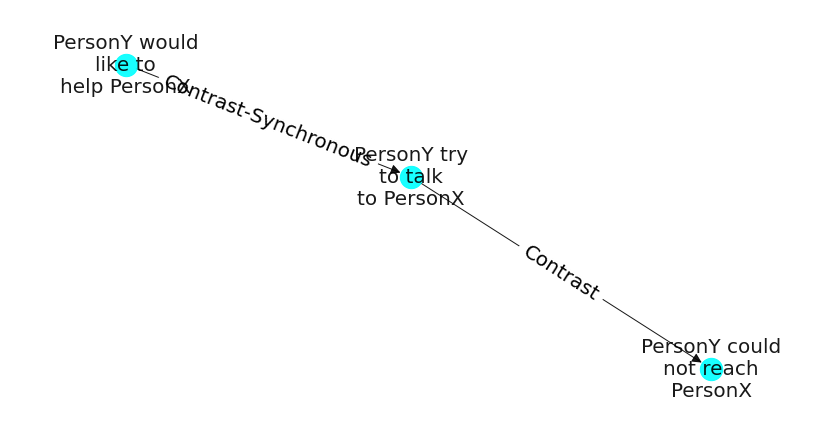 PersonY would
like to
help PersonX
Contrast-Synchronous
PersonY try
to talk
to PersonX
Contrast
PersonY could
not reach
PersonX